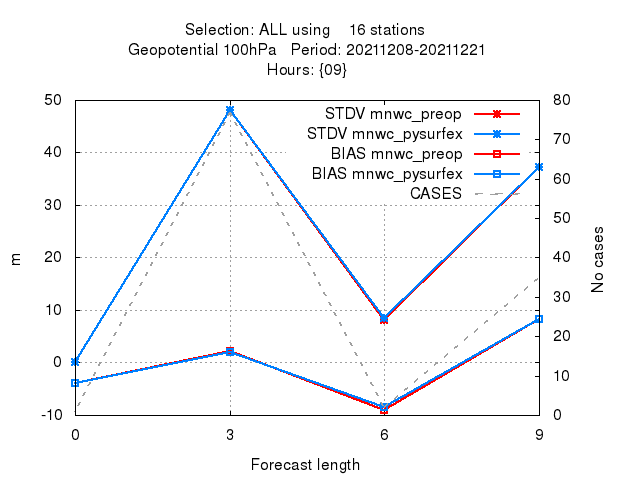 Selection: ALL using    16 stations
Geopotential 100hPa   Period: 20211208-20211221
Hours: {09}
STDV mnwc_preop
STDV mnwc_pysurfex
BIAS mnwc_preop
BIAS mnwc_pysurfex
CASES
50
40
30
20
10
0
-10
m
80
70
60
50
40
30
20
10
0
No cases
0 3 6 9
Forecast length